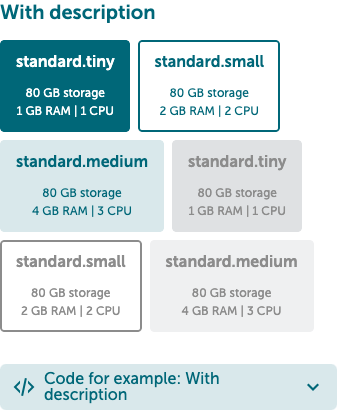 With description
standard.tiny
80 GB storage
1 GB RAM | 1 CPU
standard.small
80 GB storage
2 GB RAM | 2 CPU
standard.medium
80 GB storage
4 GB RAM | 3 CPU
standard.tiny
80 GB storage
1 GB RAM | 1 CPU
standard.small
80 GB storage
2 GB RAM | 2 CPU
standard.medium
80 GB storage
4 GB RAM | 3 CPU
Code for example: With
description